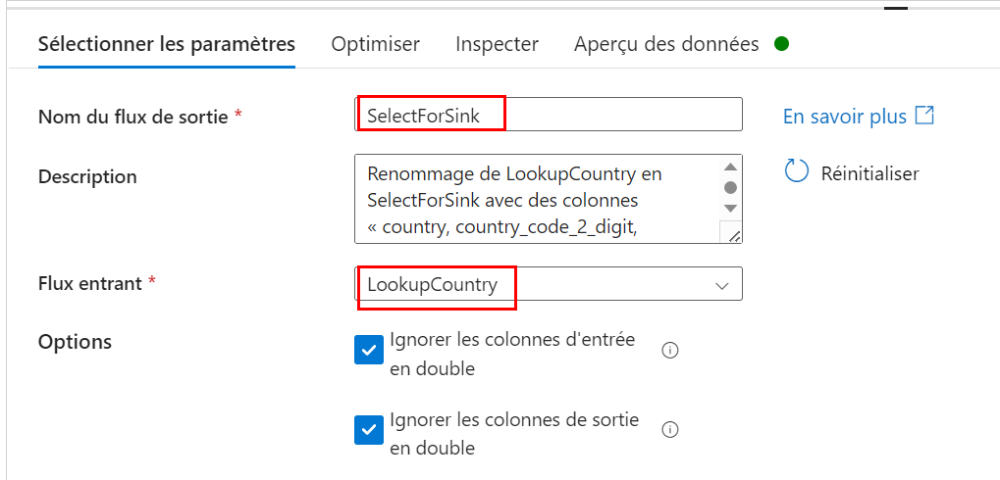 Sélectionner les paramètres Optimiser Inspecter Aperçu des données
Nom du flux de sortie * SelectForSink En savoir plus
Description Renommage de LookupCountry en
SelectForSink avec des colonnes
« country, country_code_2_digit,
Réinitialiser
Flux entrant * LookupCountry
Options Ignorer les colonnes d'entrée
en double
Ignorer les colonnes de sortie
en double